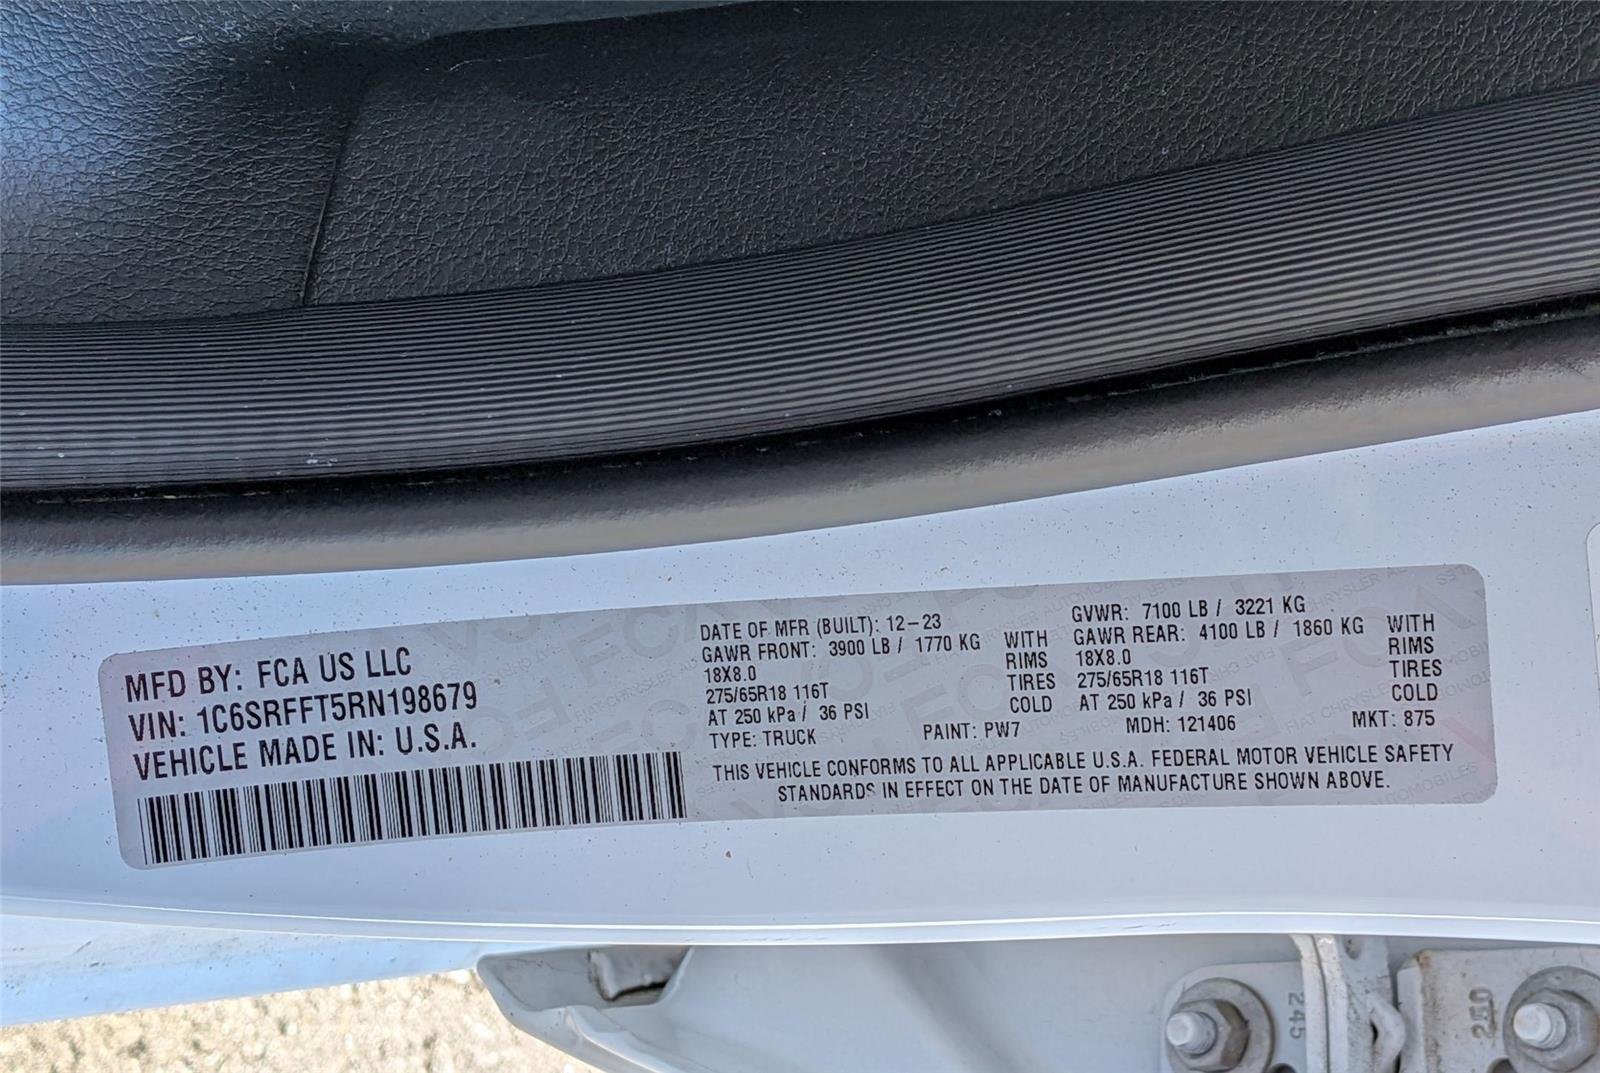 MFD BY: FCA US LLC
VIN: 1C6SRFFT5RN198679
VEHICLE MADE IN: U.S.A.
DATE OF MFR (BUILT): 12-23
GAWR FRONT: 3900 LB / 1770 KG WITH
18X8.0 RIMS
275/65R18 116T TIRES
AT 250 kPa / 36 PSI COLD
GVWR: 7100 LB / 3221 KG
GAWR REAR: 4100 LB / 1860 KG WITH
18X8.0 RIMS
275/65R18 116T TIRES
AT 250 kPa / 36 PSI COLD
TYPE: TRUCK PAINT: PW7 MDH: 121406 MKT: 875
THIS VEHICLE CONFORMS TO ALL APPLICABLE U.S.A. FEDERAL MOTOR VEHICLE SAFETY
STANDARDS IN EFFECT ON THE DATE OF MANUFACTURE SHOWN ABOVE.
245